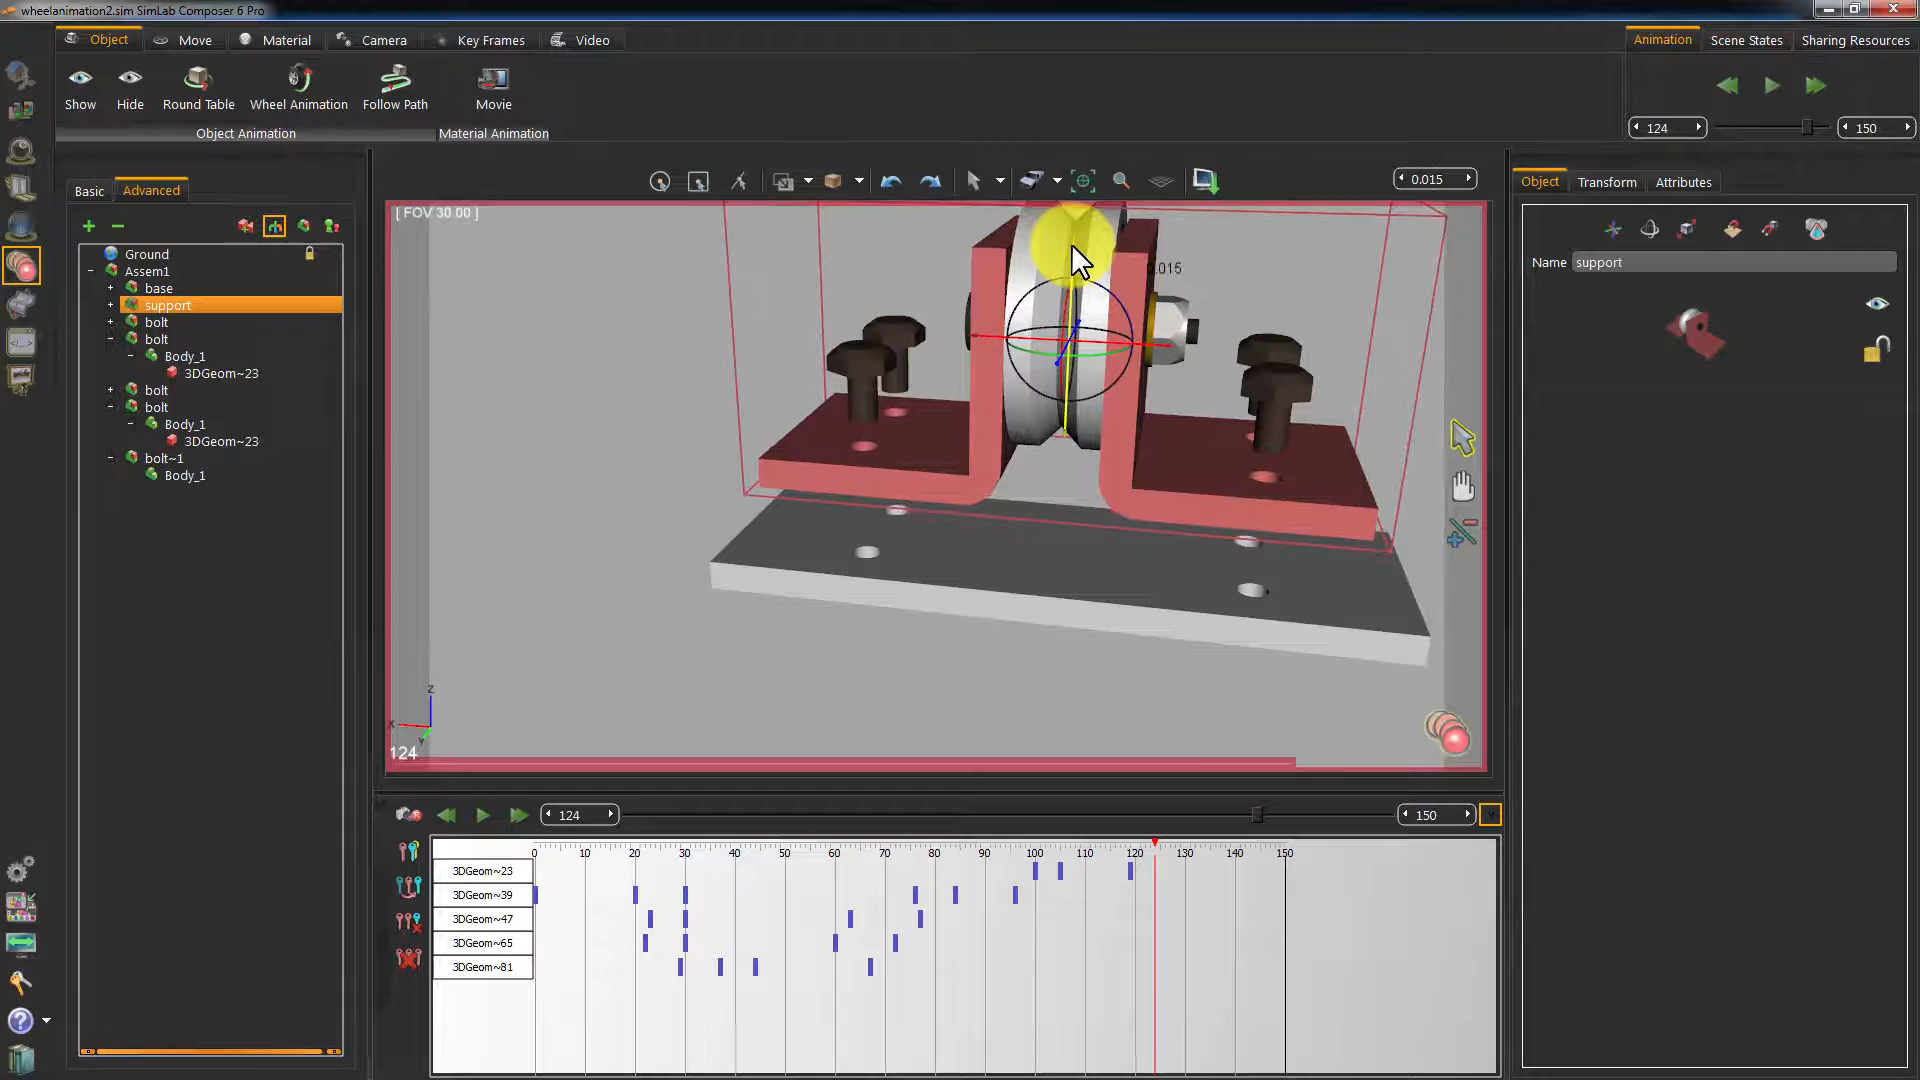 wheelanimation2.sim SimLab Composer 6 Pro
Object Move Material Camera Key Frames Video
Animation Scene States Sharing Resources
Show Hide Round Table Wheel Animation Follow Path Movie
Object Animation Material Animation
124 150
Basic Advanced
Ground
Assem1
base
support
bolt
bolt
Body_1
3DGeom~23
bolt
bolt
Body_1
3DGeom~23
bolt~1
Body_1
0.015
[ FOV 30.00 ]
0.015
Z
X
Y
124
Object Transform Attributes
Name support
124 150
0 10 20 30 40 50 60 70 80 90 100 110 120 130 140 150
3DGeom~23
3DGeom~39
3DGeom~47
3DGeom~65
3DGeom~81